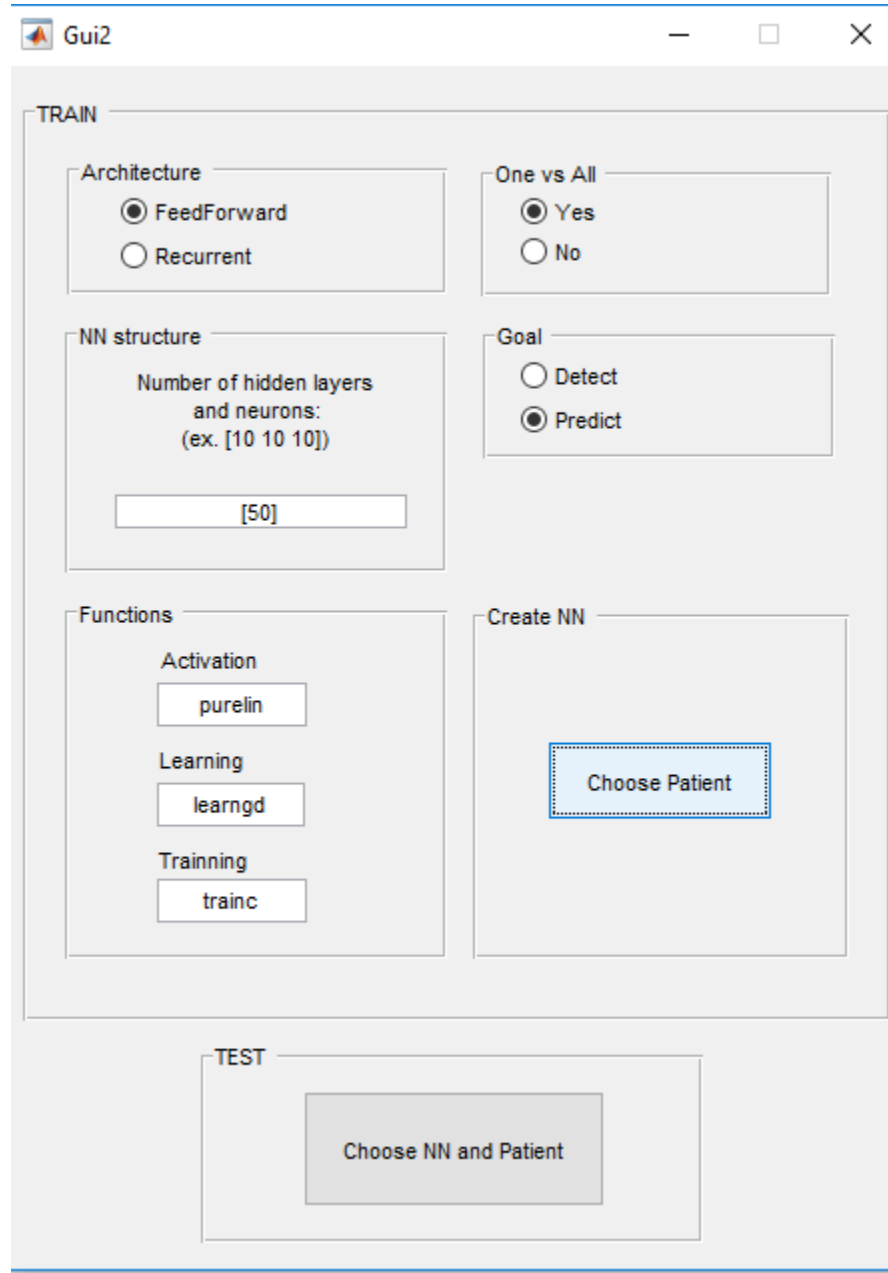 Gui2
TRAIN
Architecture
FeedForward
Recurrent
One vs All
Yes
No
NN structure
Number of hidden layers
and neurons:
(ex. [10 10 10])
[50]
Goal
Detect
Predict
Functions
Activation
purelin
Learning
learngd
Trainning
trainc
Create NN
Choose Patient
TEST
Choose NN and Patient